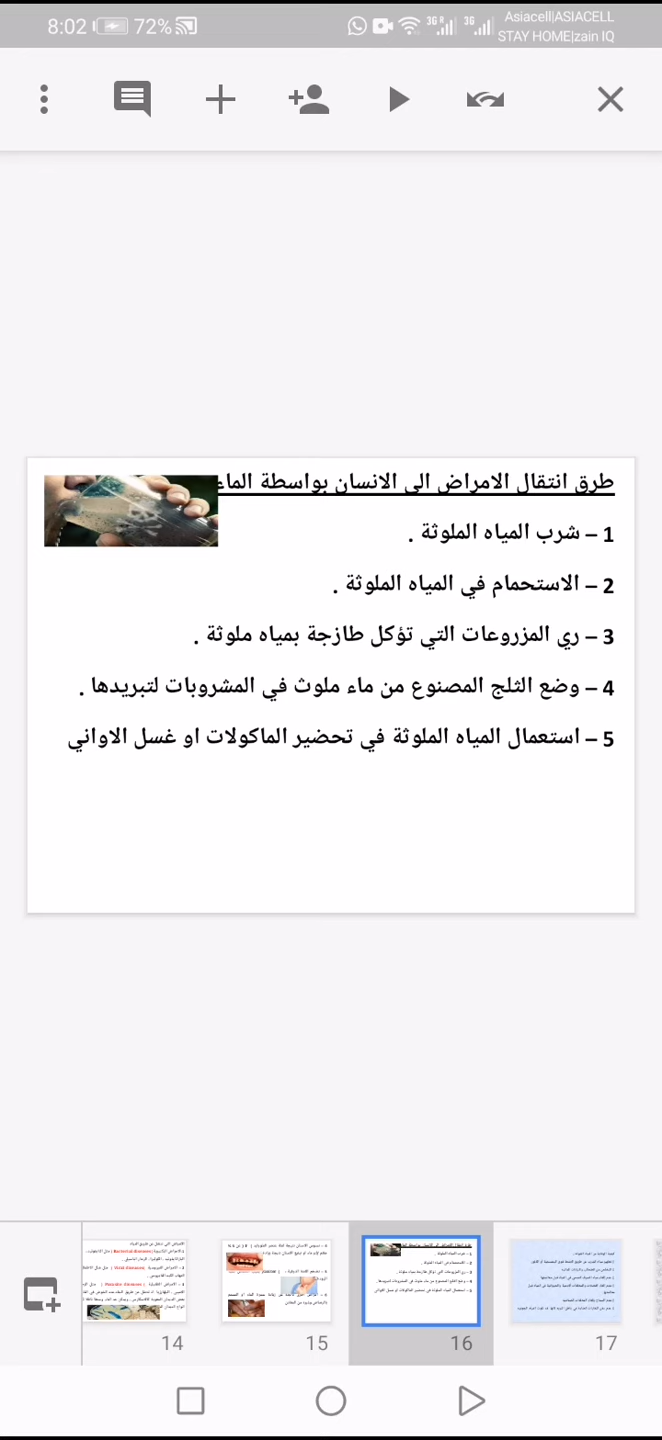 8:02
72%
3G R
3G
Asiacell|ASIACELL
STAY HOME|zain IQ
طرق انتقال الامراض الى الانسان بواسطة الماء
1 – شرب المياه الملوثة .
2 – الاستحمام في المياه الملوثة .
3 – ري المزروعات التي تؤكل طازجة بمياه ملوثة .
4 – وضع الثلج المصنوع من ماء ملوث في المشروبات لتبريدها .
5 – استعمال المياه الملوثة في تحضير الماكولات او غسل الاواني
14
15
16
17